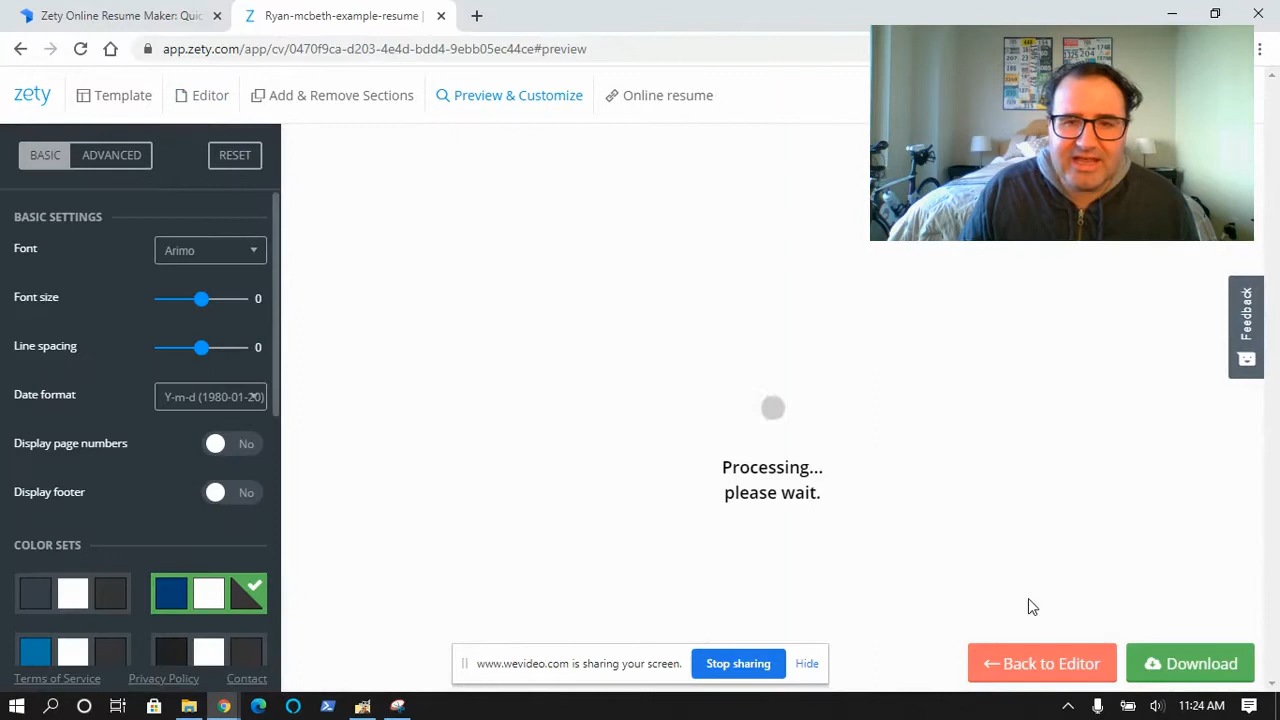 Zety Online Resume Maker: Quic
Ryan-mcbeth-example-resume |
app.zety.com/app/cv/0470f9ca-d203-4e4d-bdd4-9ebb05ec44ce#preview
zety
Template
Editor
Add & Remove Sections
Preview & Customize
Online resume
BASIC
ADVANCED
RESET
BASIC SETTINGS
Font
Arimo
Font size
0
Line spacing
0
Date format
Y-m-d (1980-01-20)
Display page numbers
No
Display footer
No
COLOR SETS
Terms of Service
Privacy Policy
Contact
Processing...
please wait.
Feedback
www.wevideo.com is sharing your screen.
Stop sharing
Hide
Back to Editor
Download
11:24 AM